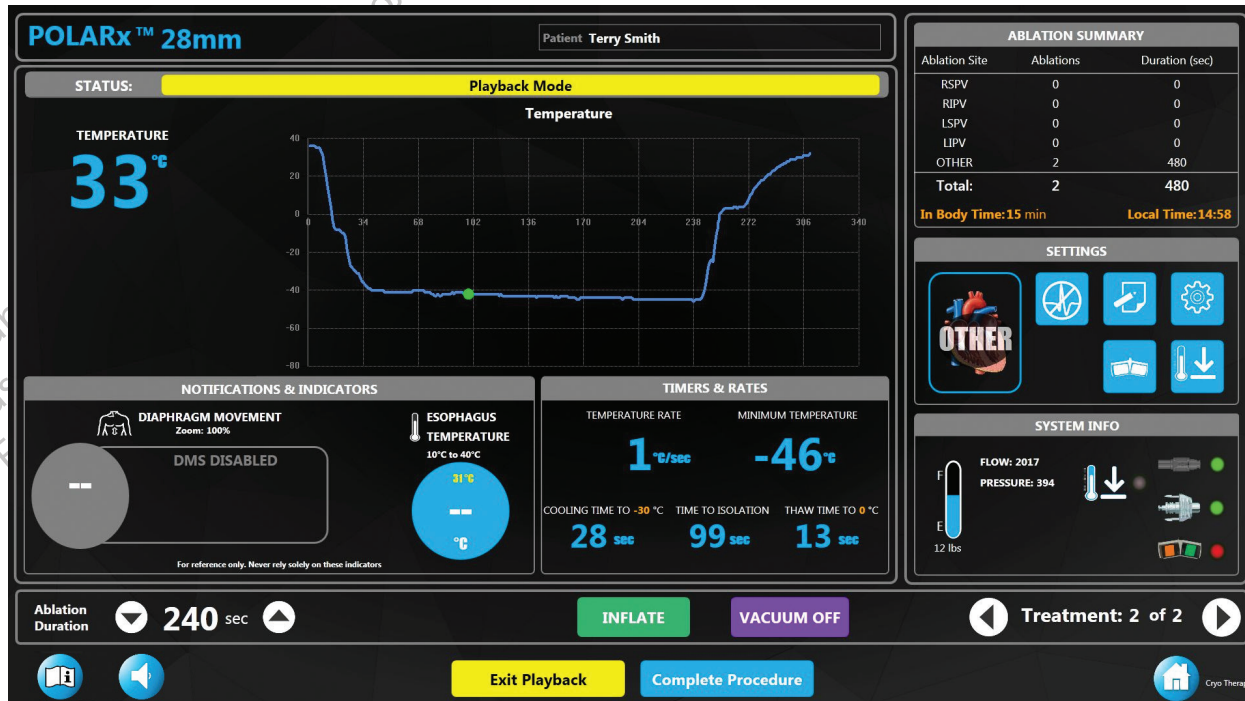 POLARx™ 28mm
Patient Terry Smith
STATUS:
Playback Mode
TEMPERATURE
33°C
Temperature
40
20
0
-20
-40
-60
-80
0 34 68 102 136 170 204 238 272 306 340
NOTIFICATIONS & INDICATORS
DIAPHRAGM MOVEMENT
Zoom: 100%
DMS DISABLED
--
ESOPHAGUS
TEMPERATURE
10°C to 40°C
31°C
--
°C
For reference only. Never rely solely on these indicators
TIMERS & RATES
TEMPERATURE RATE MINIMUM TEMPERATURE
1°C/sec -46°C
COOLING TIME TO -30 °C TIME TO ISOLATION THAW TIME TO 0 °C
28 sec 99 sec 13 sec
ABLATION SUMMARY
Ablation Site Ablations Duration (sec)
RSPV 0 0
RIPV 0 0
LSPV 0 0
LIPV 0 0
OTHER 2 480
Total: 2 480
In Body Time:15 min Local Time:14:58
SETTINGS
OTHER
SYSTEM INFO
F
E
12 lbs
FLOW: 2017
PRESSURE: 394
Ablation
Duration
240 sec
INFLATE
VACUUM OFF
Treatment: 2 of 2
Exit Playback
Complete Procedure